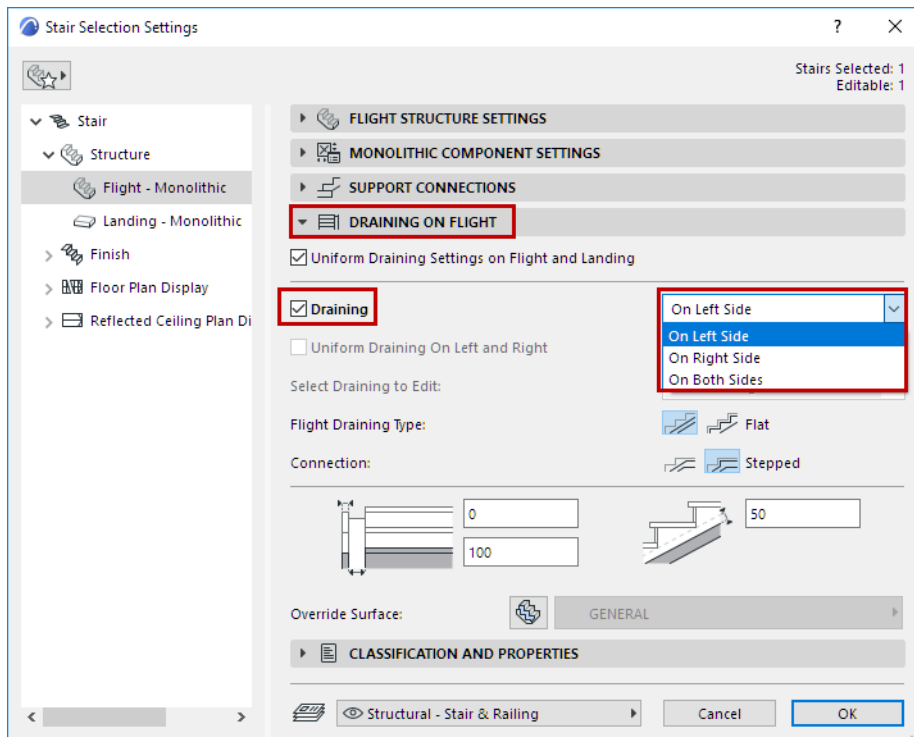 Stair Selection Settings
?
Stairs Selected: 1
Editable: 1
Stair
Structure
Flight - Monolithic
Landing - Monolithic
Finish
Floor Plan Display
Reflected Ceiling Plan Di
FLIGHT STRUCTURE SETTINGS
MONOLITHIC COMPONENT SETTINGS
SUPPORT CONNECTIONS
DRAINING ON FLIGHT
Uniform Draining Settings on Flight and Landing
Draining
On Left Side
On Left Side
On Right Side
On Both Sides
Uniform Draining On Left and Right
Select Draining to Edit:
Flight Draining Type:
Flat
Connection:
Stepped
0
100
50
Override Surface:
GENERAL
CLASSIFICATION AND PROPERTIES
Structural - Stair & Railing
Cancel
OK